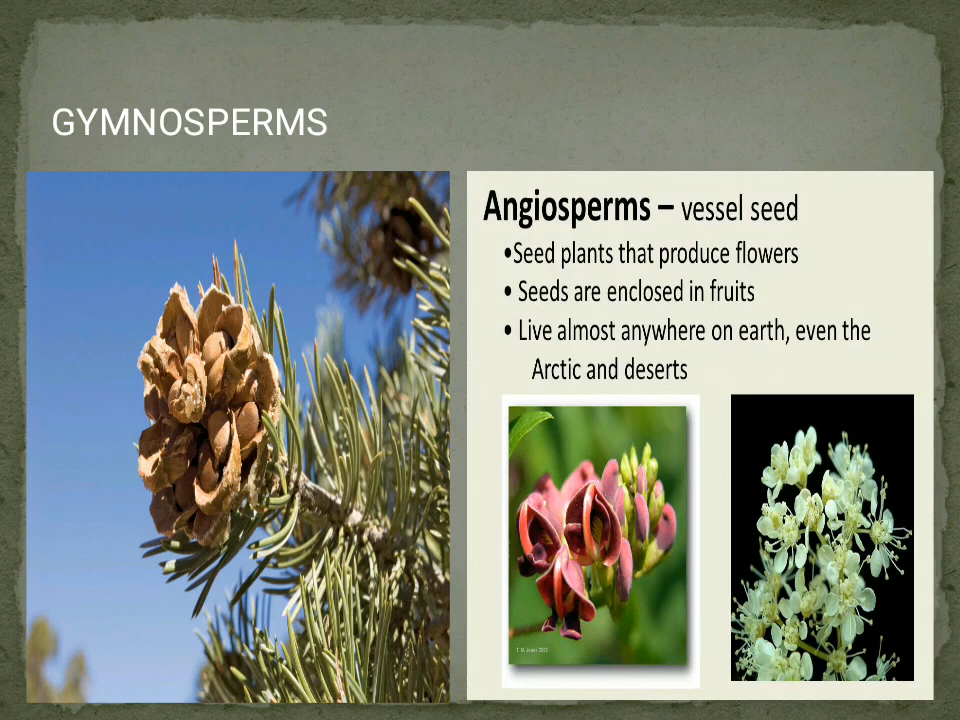 GYMNOSPERMS
Angiosperms – vessel seed
•Seed plants that produce flowers
• Seeds are enclosed in fruits
• Live almost anywhere on earth, even the
Arctic and deserts